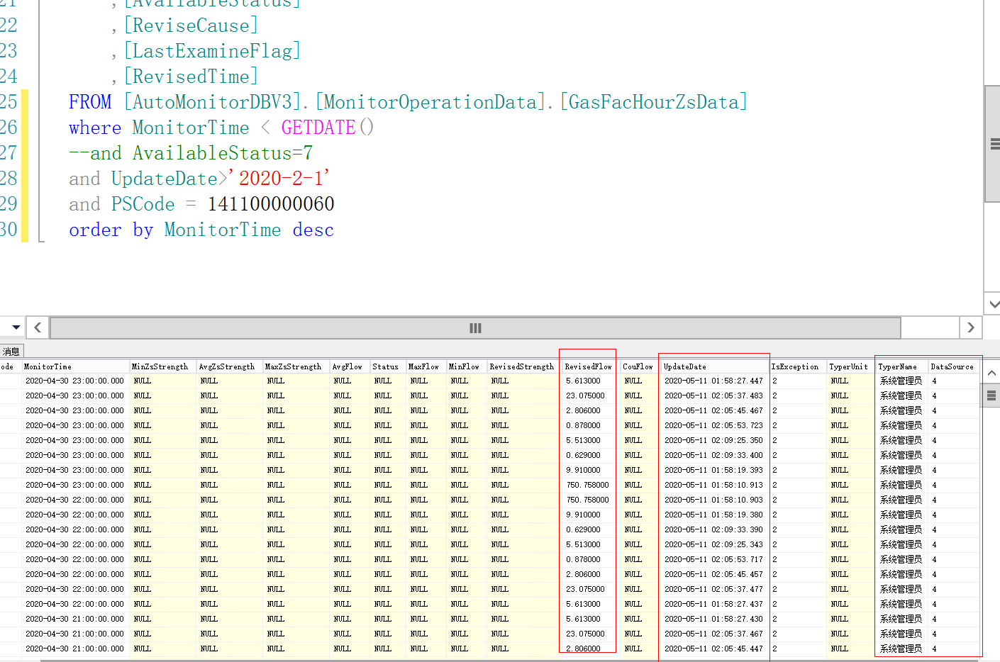 21 ,[AvailableStatus]
22 ,[ReviseCause]
23 ,[LastExamineFlag]
24 ,[RevisedTime]
25 FROM [AutoMonitorDBV3].[MonitorOperationData].[GasFacHourZsData]
26 where MonitorTime < GETDATE()
27 --and AvailableStatus=7
28 and UpdateDate>'2020-2-1'
29 and PSCode = 141100000060
30 order by MonitorTime desc
消息
ode MonitorTime MinZsStrength AvgZsStrength MaxZsStrength AvgFlow Status MaxFlow MinFlow RevisedStrength RevisedFlow CouFlow UpdateDate IsException TyperUnit TyperName DataSource
2020-04-30 23:00:00.000 NULL NULL NULL NULL NULL NULL NULL NULL 5.613000 NULL 2020-05-11 01:58:27.447 2 NULL 系统管理员 4
2020-04-30 23:00:00.000 NULL NULL NULL NULL NULL NULL NULL NULL 23.075000 NULL 2020-05-11 02:05:37.483 2 NULL 系统管理员 4
2020-04-30 23:00:00.000 NULL NULL NULL NULL NULL NULL NULL NULL 2.806000 NULL 2020-05-11 02:05:45.467 2 NULL 系统管理员 4
2020-04-30 23:00:00.000 NULL NULL NULL NULL NULL NULL NULL NULL 0.878000 NULL 2020-05-11 02:05:53.723 2 NULL 系统管理员 4
2020-04-30 23:00:00.000 NULL NULL NULL NULL NULL NULL NULL NULL 5.513000 NULL 2020-05-11 02:09:25.350 2 NULL 系统管理员 4
2020-04-30 23:00:00.000 NULL NULL NULL NULL NULL NULL NULL NULL 0.629000 NULL 2020-05-11 02:09:33.400 2 NULL 系统管理员 4
2020-04-30 23:00:00.000 NULL NULL NULL NULL NULL NULL NULL NULL 9.910000 NULL 2020-05-11 01:58:19.393 2 NULL 系统管理员 4
2020-04-30 23:00:00.000 NULL NULL NULL NULL NULL NULL NULL NULL 750.758000 NULL 2020-05-11 01:58:10.913 2 NULL 系统管理员 4
2020-04-30 22:00:00.000 NULL NULL NULL NULL NULL NULL NULL NULL 750.758000 NULL 2020-05-11 01:58:10.903 2 NULL 系统管理员 4
2020-04-30 22:00:00.000 NULL NULL NULL NULL NULL NULL NULL NULL 9.910000 NULL 2020-05-11 01:58:19.380 2 NULL 系统管理员 4
2020-04-30 22:00:00.000 NULL NULL NULL NULL NULL NULL NULL NULL 0.629000 NULL 2020-05-11 02:09:33.390 2 NULL 系统管理员 4
2020-04-30 22:00:00.000 NULL NULL NULL NULL NULL NULL NULL NULL 5.513000 NULL 2020-05-11 02:09:25.343 2 NULL 系统管理员 4
2020-04-30 22:00:00.000 NULL NULL NULL NULL NULL NULL NULL NULL 0.878000 NULL 2020-05-11 02:05:53.717 2 NULL 系统管理员 4
2020-04-30 22:00:00.000 NULL NULL NULL NULL NULL NULL NULL NULL 2.806000 NULL 2020-05-11 02:05:45.457 2 NULL 系统管理员 4
2020-04-30 22:00:00.000 NULL NULL NULL NULL NULL NULL NULL NULL 23.075000 NULL 2020-05-11 02:05:37.477 2 NULL 系统管理员 4
2020-04-30 22:00:00.000 NULL NULL NULL NULL NULL NULL NULL NULL 5.613000 NULL 2020-05-11 01:58:27.437 2 NULL 系统管理员 4
2020-04-30 21:00:00.000 NULL NULL NULL NULL NULL NULL NULL NULL 5.613000 NULL 2020-05-11 01:58:27.430 2 NULL 系统管理员 4
2020-04-30 21:00:00.000 NULL NULL NULL NULL NULL NULL NULL NULL 23.075000 NULL 2020-05-11 02:05:37.467 2 NULL 系统管理员 4
2020-04-30 21:00:00.000 NULL NULL NULL NULL NULL NULL NULL NULL 2.806000 NULL 2020-05-11 02:05:45.447 2 NULL 系统管理员 4